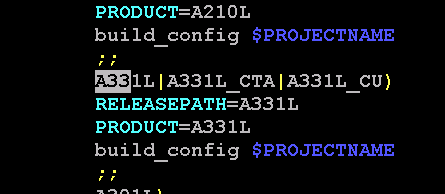 PRODUCT=A210L
build_config $PROJECTNAME
;;
A331L|A331L_CTA|A331L_CU)
RELEASEPATH=A331L
PRODUCT=A331L
build_config $PROJECTNAME
;;